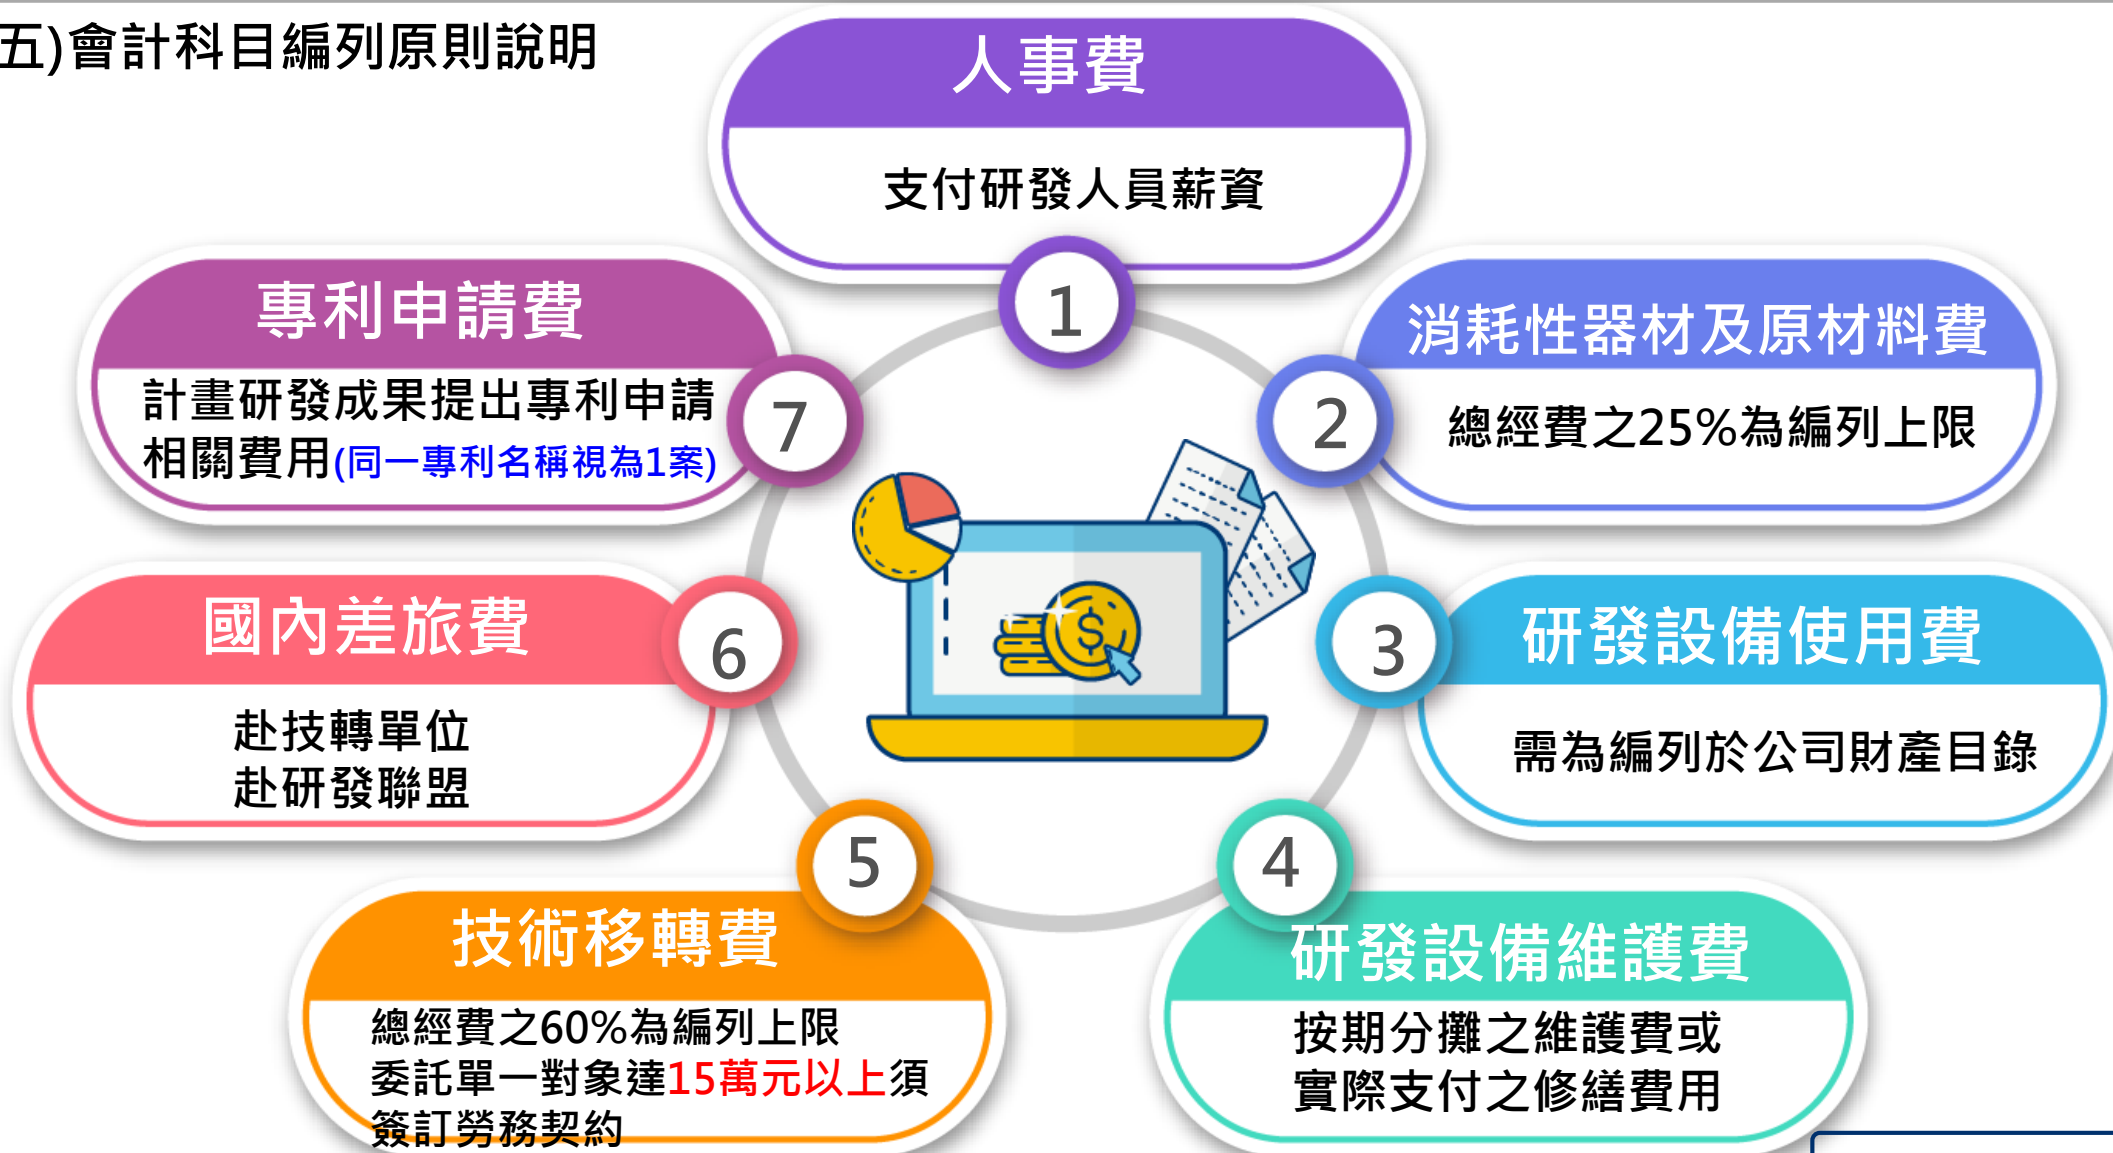 五)會計科目編列原則說明
人事費
支付研發人員薪資
1
消耗性器材及原材料費
總經費之25%為編列上限
2
研發設備使用費
需為編列於公司財產目錄
3
研發設備維護費
按期分攤之維護費或
實際支付之修繕費用
4
技術移轉費
總經費之60%為編列上限
委託單一對象達15萬元以上須
簽訂勞務契約
5
國內差旅費
赴技轉單位
赴研發聯盟
6
專利申請費
計畫研發成果提出專利申請
相關費用(同一專利名稱視為1案)
7
$